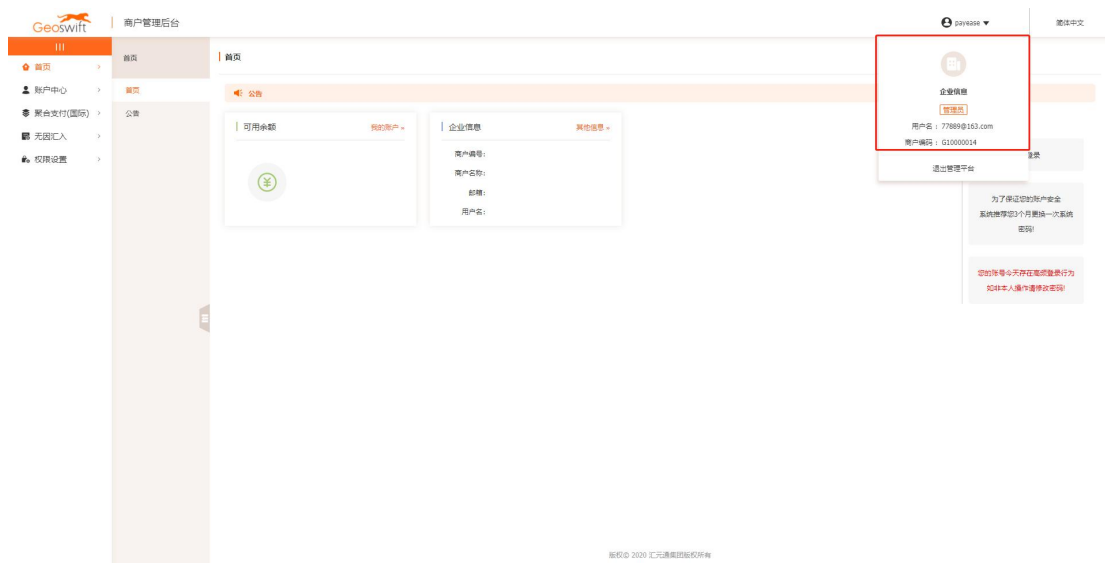 Geoswift
商户管理后台
payease
简体中文
首页
账户中心
聚合支付(国际)
无因汇入
权限设置
首页
首页
公告
首页
公告
可用余额
我的账户 »
企业信息
其他信息 »
商户编号:
商户名称:
邮箱:
用户名:
企业信息
管理员
用户名: 77889@163.com
商户编码: G10000014
退出管理平台
登录
为了保证您的账户安全
系统推荐您3个月更换一次系统
密码!
您的账号今天存在高频登录行为
如非本人操作请修改密码!
版权© 2020 汇元通集团版权所有